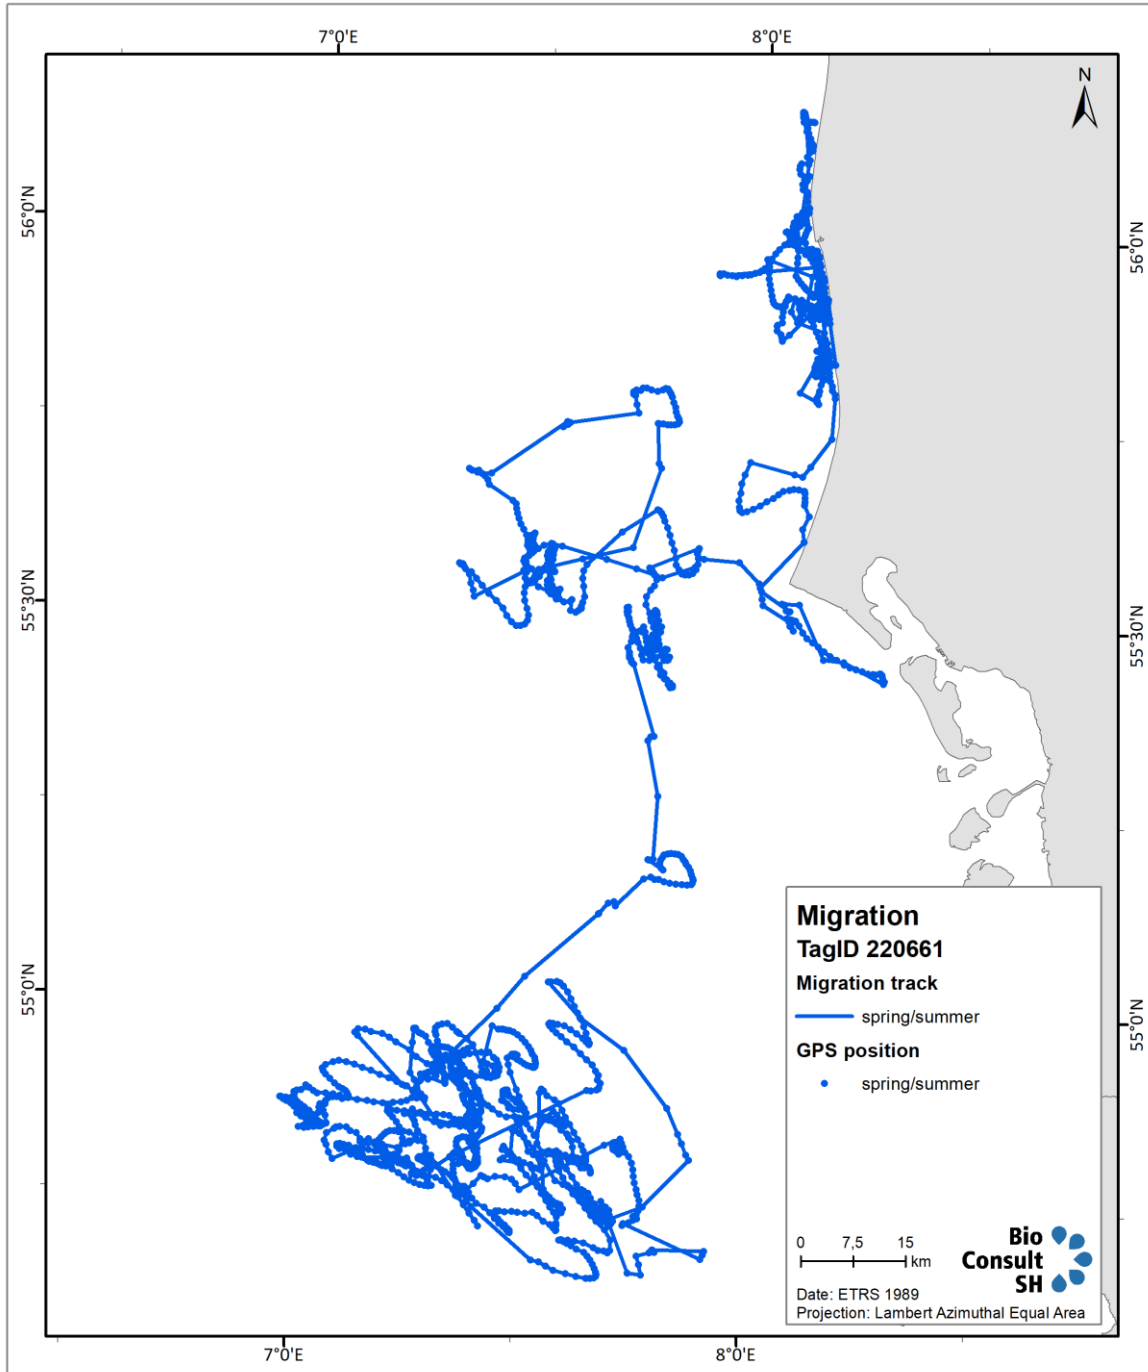 7°0'E
8°0'E
N
56°0'N
56°0'N
55°30'N
55°30'N
55°0'N
55°0'N
Migration
TagID 220661
Migration track
spring/summer
GPS position
spring/summer
0 7,5 15
km
Bio
Consult
SH
Date: ETRS 1989
Projection: Lambert Azimuthal Equal Area
7°0'E
8°0'E